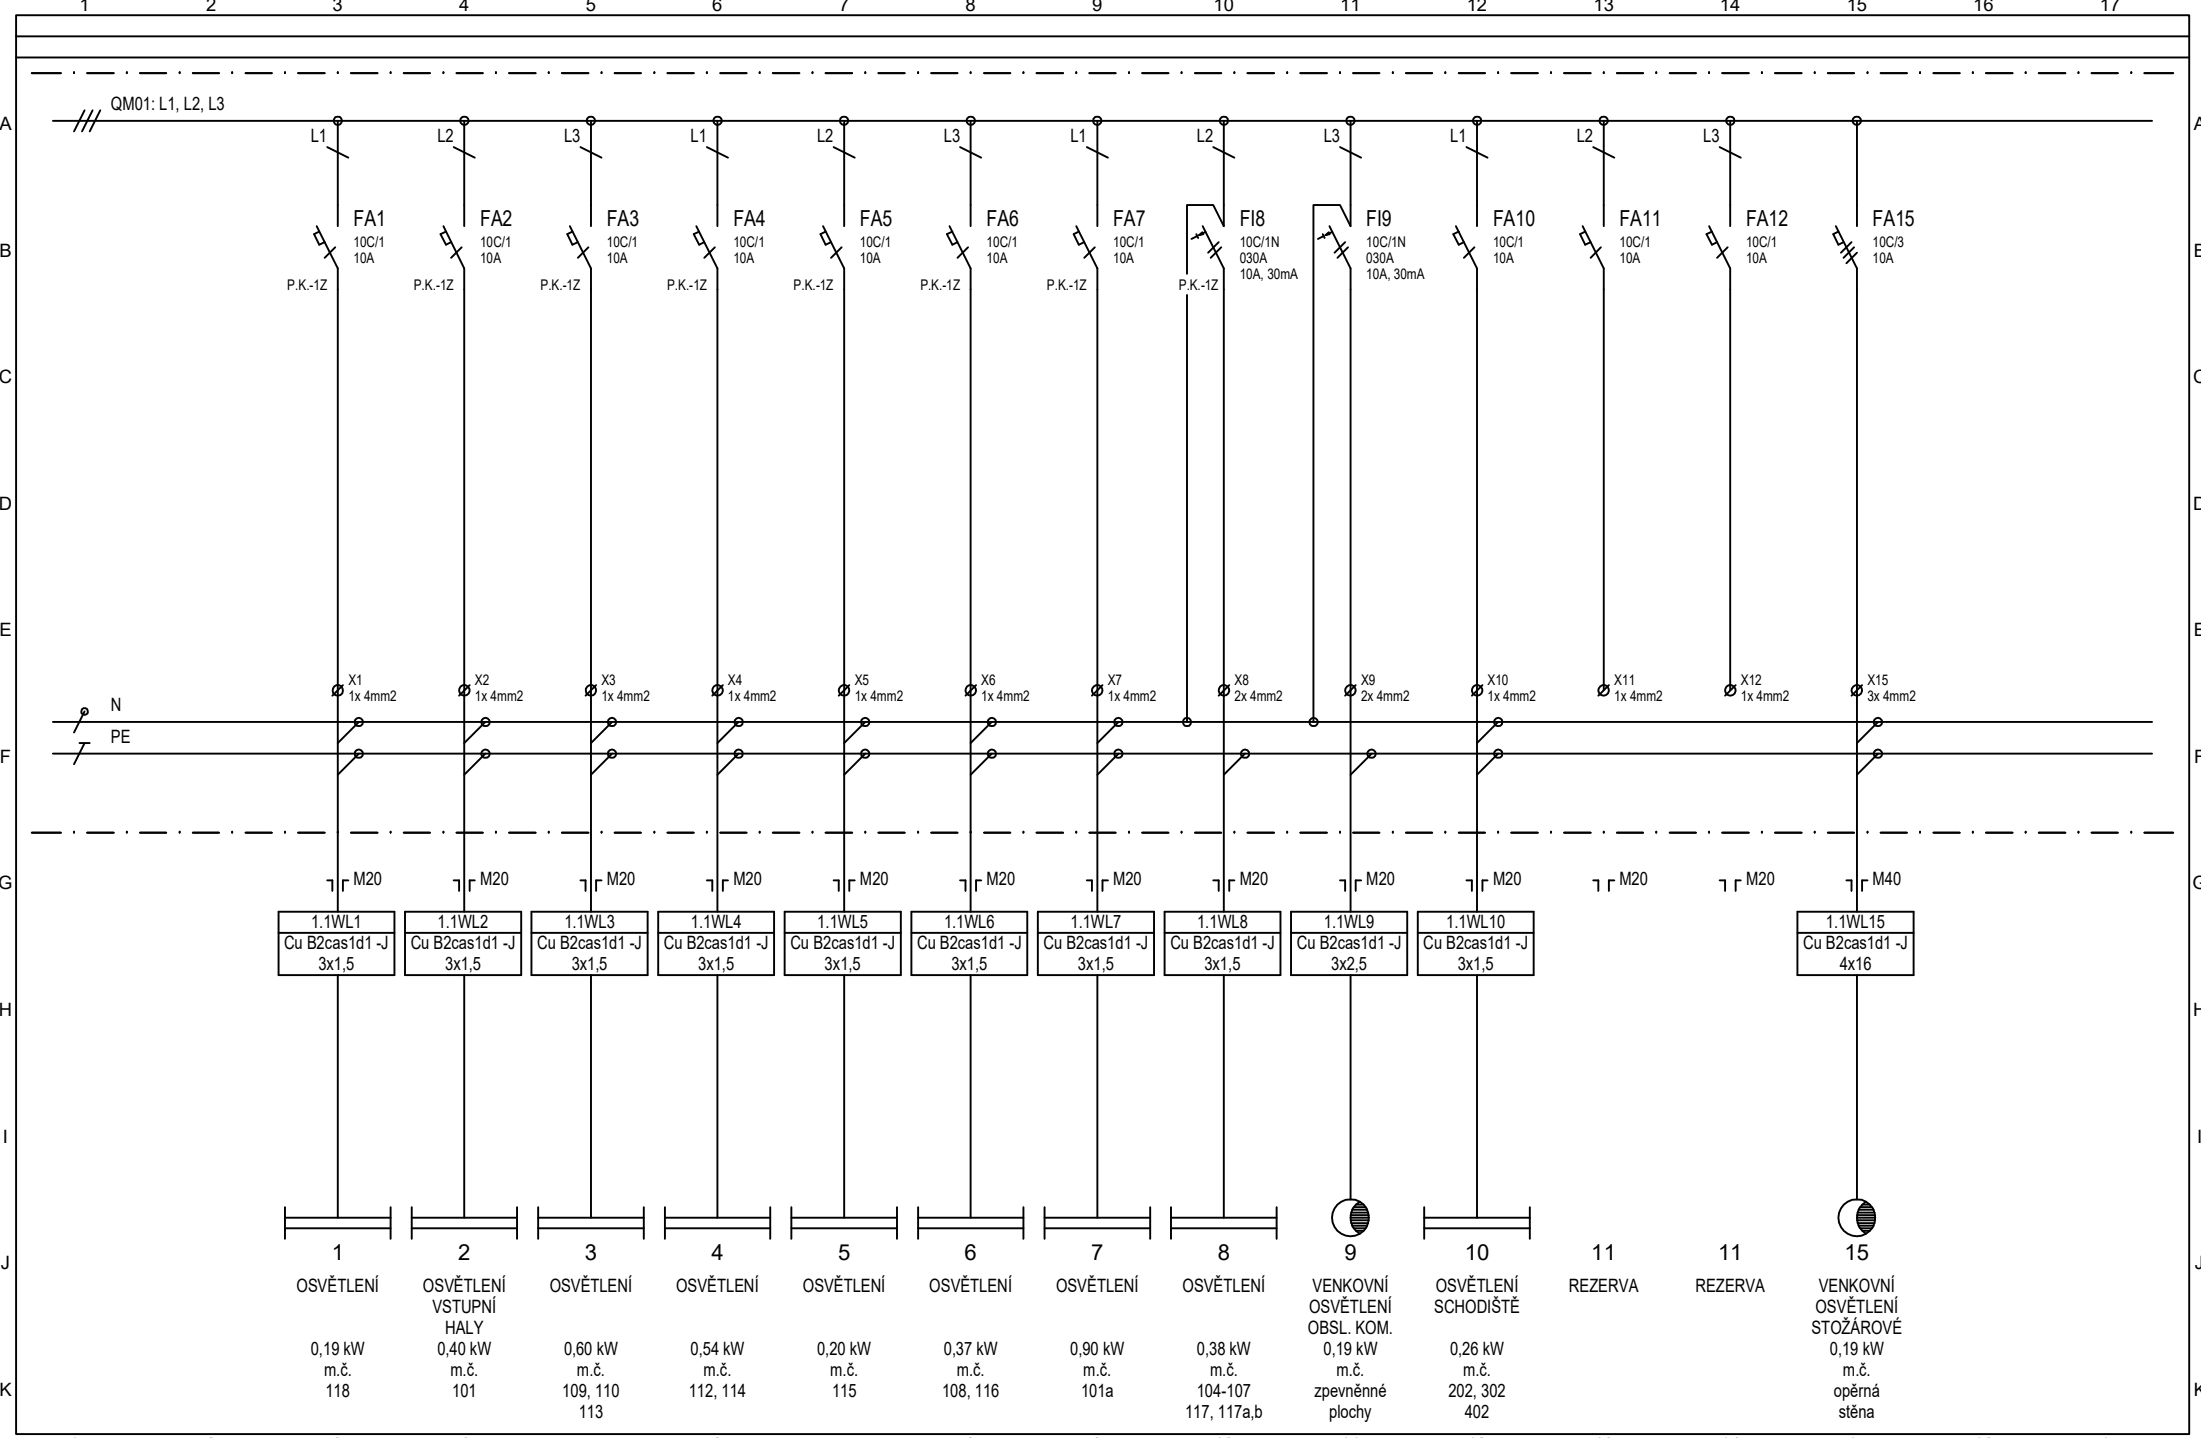 1 2 3 4 5 6 7 8 9 10 11 12 13 14 15 16 17
QM01: L1, L2, L3
A
L1 L2 L3 L1 L2 L3 L1 L2 L3 L1 L2 L3
A
FA1 FA2 FA3 FA4 FA5 FA6 FA7 FI8 FI9 FA10 FA11 FA12 FA15
10C/1 10C/1 10C/1 10C/1 10C/1 10C/1 10C/1 10C/1N 10C/1N 10C/1 10C/1 10C/1 10C/3
B 10A 10A 10A 10A 10A 10A 10A 030A 030A 10A 10A 10A 10A B
10A, 30mA 10A, 30mA
P.K.-1Z P.K.-1Z P.K.-1Z P.K.-1Z P.K.-1Z P.K.-1Z P.K.-1Z P.K.-1Z
C C
D D
E E
X1 X2 X3 X4 X5 X6 X7 X8 X9 X10 X11 X12 X15
1x 4mm2 1x 4mm2 1x 4mm2 1x 4mm2 1x 4mm2 1x 4mm2 1x 4mm2 2x 4mm2 2x 4mm2 1x 4mm2 1x 4mm2 1x 4mm2 3x 4mm2
N
PE
F F
G M20 M20 M20 M20 M20 M20 M20 M20 M20 M20 M20 M20 M40 G
1.1WL1 1.1WL2 1.1WL3 1.1WL4 1.1WL5 1.1WL6 1.1WL7 1.1WL8 1.1WL9 1.1WL10 1.1WL15
Cu B2cas1d1 -J Cu B2cas1d1 -J Cu B2cas1d1 -J Cu B2cas1d1 -J Cu B2cas1d1 -J Cu B2cas1d1 -J Cu B2cas1d1 -J Cu B2cas1d1 -J Cu B2cas1d1 -J Cu B2cas1d1 -J Cu B2cas1d1 -J
3x1,5 3x1,5 3x1,5 3x1,5 3x1,5 3x1,5 3x1,5 3x1,5 3x2,5 3x1,5 4x16
H H
I I
1 2 3 4 5 6 7 8 9 10 11 11 15
J J
OSVĚTLENÍ OSVĚTLENÍ OSVĚTLENÍ OSVĚTLENÍ OSVĚTLENÍ OSVĚTLENÍ OSVĚTLENÍ OSVĚTLENÍ VENKOVNÍ OSVĚTLENÍ REZERVA REZERVA VENKOVNÍ
VSTUPNÍ OSVĚTLENÍ SCHODIŠTĚ OSVĚTLENÍ
HALY OBSL. KOM. STOŽÁROVÉ
0,19 kW 0,40 kW 0,60 kW 0,54 kW 0,20 kW 0,37 kW 0,90 kW 0,38 kW 0,19 kW 0,26 kW 0,19 kW
m.č. m.č. m.č. m.č. m.č. m.č. m.č. m.č. m.č. m.č. m.č.
K 118 101 109, 110 112, 114 115 108, 116 101a 104-107 zpevněnné 202, 302 opěrná K
113 117, 117a,b plochy 402 stěna